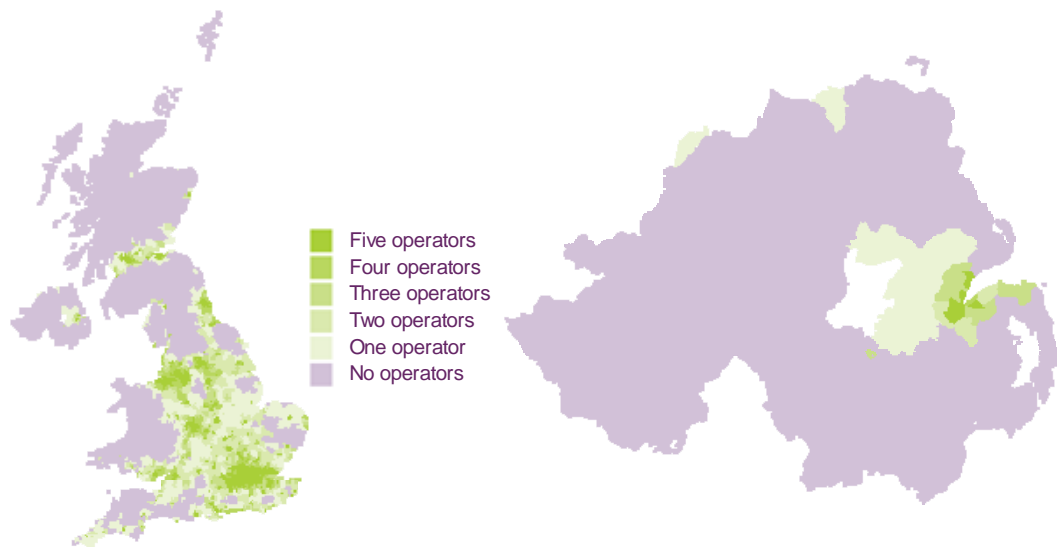 Five operators
Four operators
Three operators
Two operators
One operator
No operators